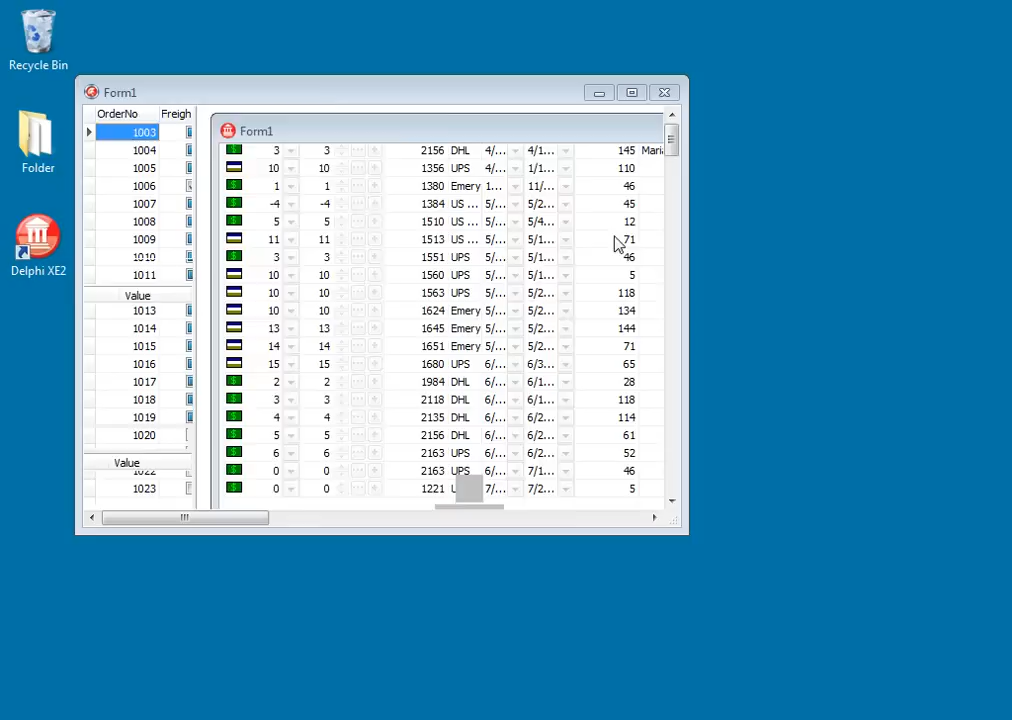 Recycle Bin
Folder
Delphi XE2
Form1
OrderNo Freigh
1003
1004
1005
1006
1007
1008
1009
1010
1011
Value
1013
1014
1015
1016
1017
1018
1019
1020
Value
1022
1023
Form1
3 3 2156 DHL 4/... 4/1... 145
10 10 1356 UPS 4/... 1/1... 110
1 1 1380 Emery 1... 11/... 46
-4 -4 1384 US ... 5/... 5/2... 45
5 5 1510 US ... 5/... 5/4... 12
11 11 1513 US ... 5/... 5/1... 71
3 3 1551 UPS 5/... 5/1... 46
10 10 1560 UPS 5/... 5/1... 5
10 10 1563 UPS 5/... 5/2... 118
10 10 1624 Emery 5/... 5/2... 134
13 13 1645 Emery 5/... 5/2... 144
14 14 1651 Emery 5/... 5/2... 71
15 15 1680 UPS 6/... 6/3... 65
2 2 1984 DHL 6/... 6/1... 28
3 3 2118 DHL 6/... 6/2... 118
4 4 2135 DHL 6/... 6/2... 114
5 5 2156 DHL 6/... 6/2... 61
6 6 2163 UPS 6/... 6/2... 52
0 0 2163 UPS 6/... 7/1... 46
0 0 1221 7/... 7/2... 5